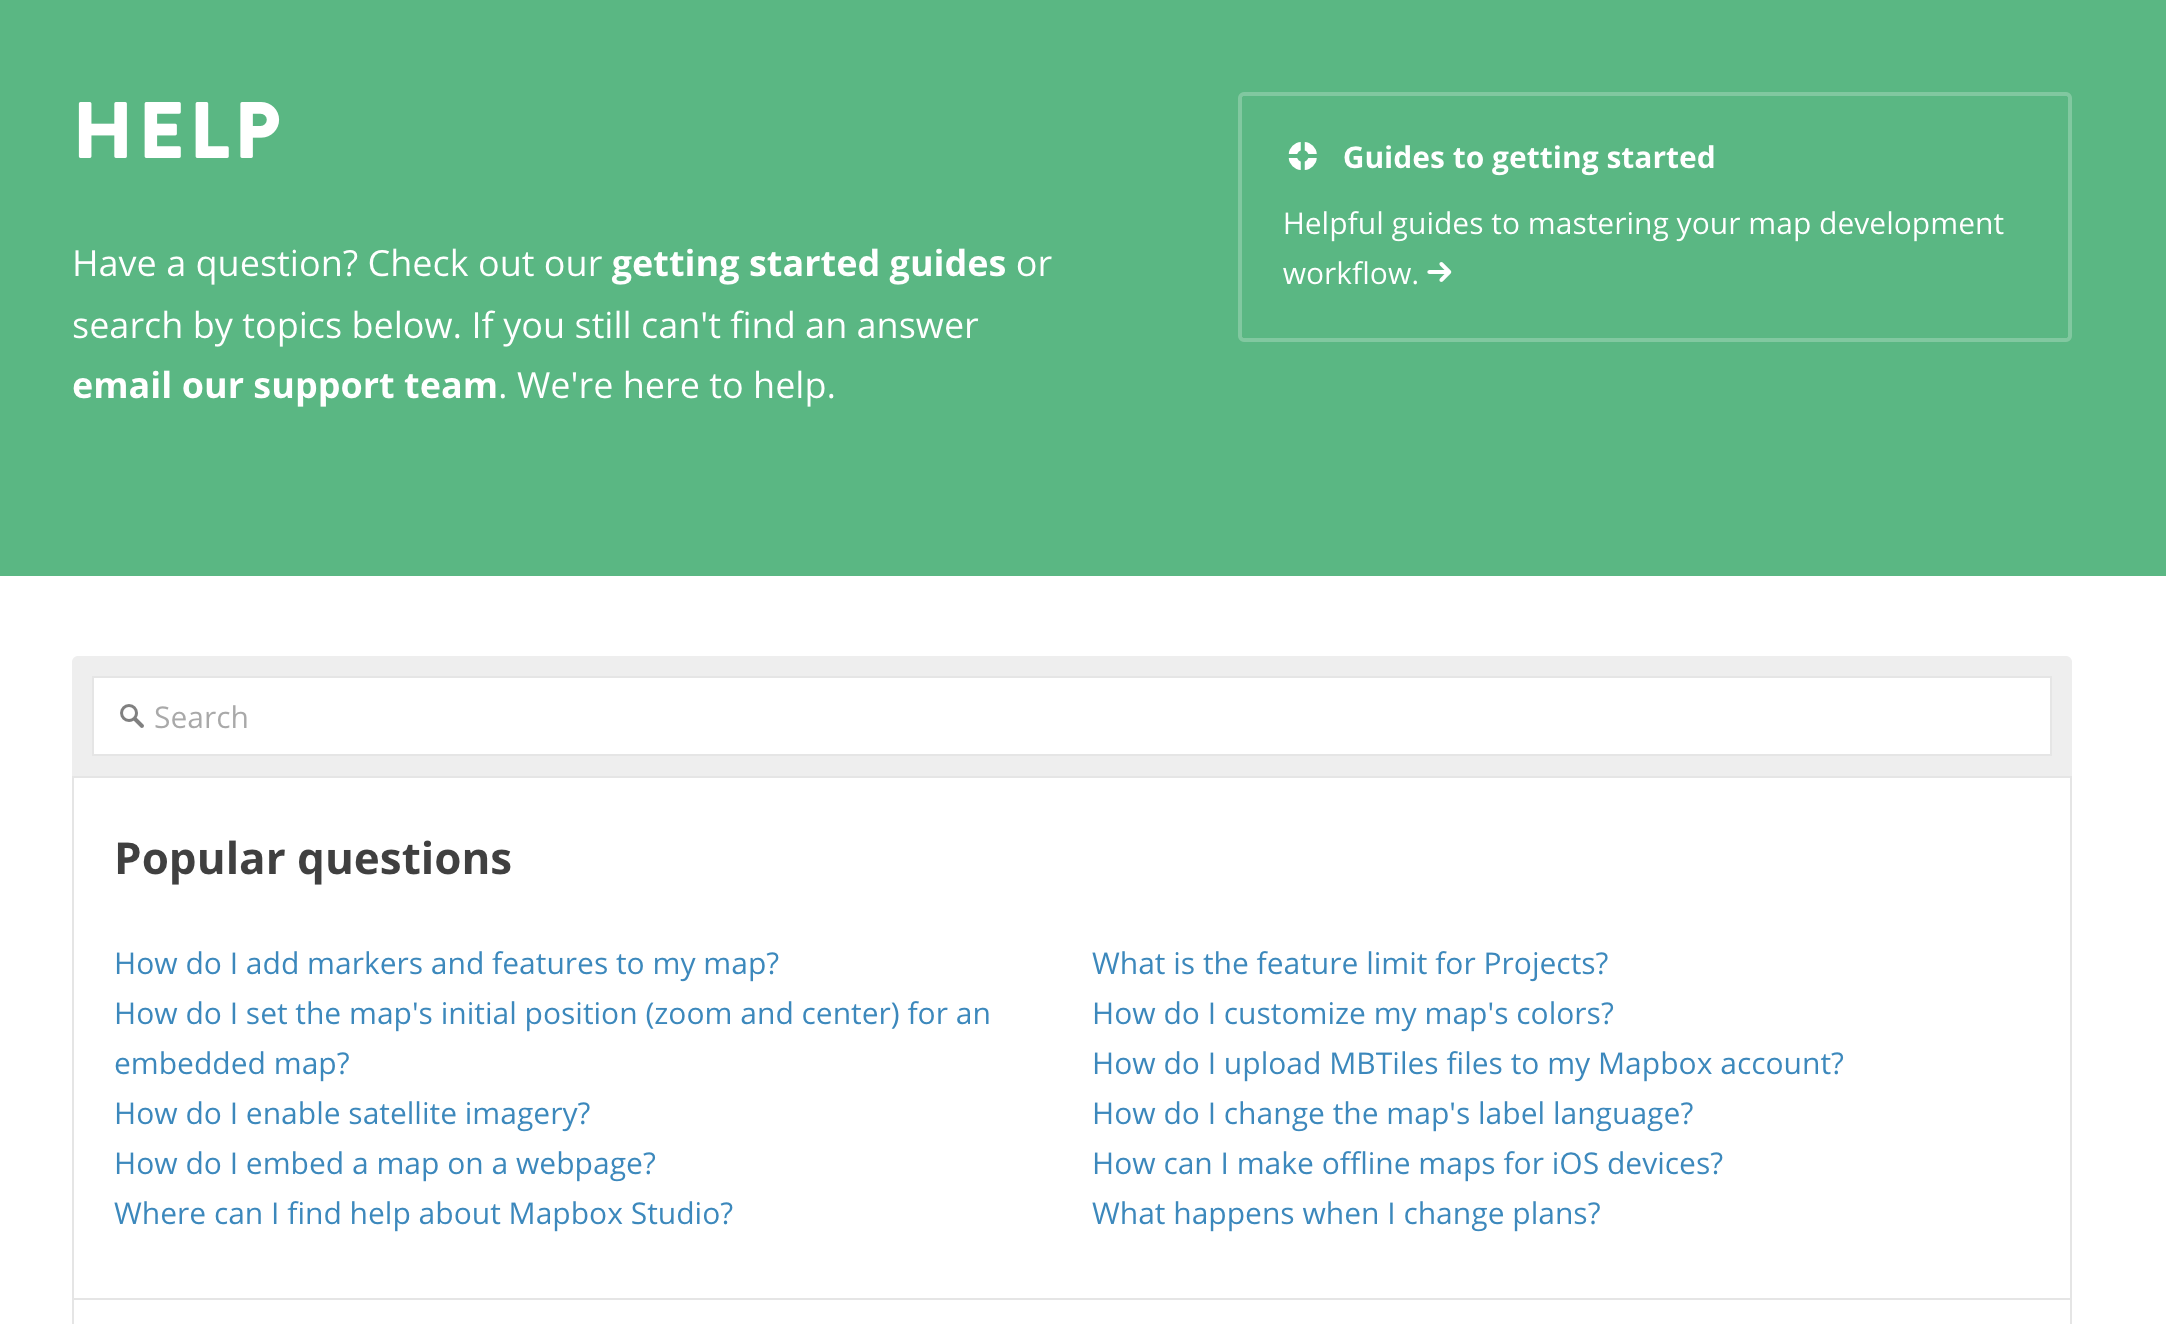 HELP
Have a question? Check out our getting started guides or
search by topics below. If you still can't find an answer
email our support team. We're here to help.
Guides to getting started
Helpful guides to mastering your map development
workflow.
Search
Popular questions
How do I add markers and features to my map?
How do I set the map's initial position (zoom and center) for an
embedded map?
How do I enable satellite imagery?
How do I embed a map on a webpage?
Where can I find help about Mapbox Studio?
What is the feature limit for Projects?
How do I customize my map's colors?
How do I upload MBTiles files to my Mapbox account?
How do I change the map's label language?
How can I make offline maps for iOS devices?
What happens when I change plans?